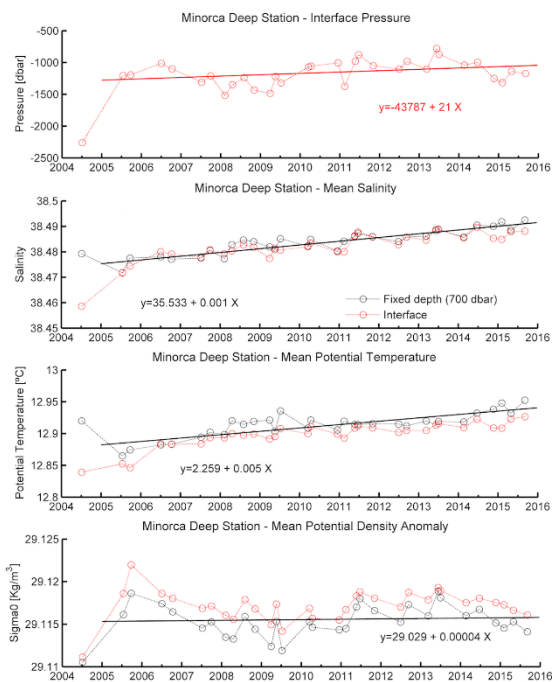 Minorca Deep Station - Interface Pressure
-500
-1000
-1500
-2000
-2500
Pressure [dbar]
y=-43787 + 21 X
2004 2005 2006 2007 2008 2009 2010 2011 2012 2013 2014 2015 2016
Minorca Deep Station - Mean Salinity
38.5
38.49
38.48
38.47
38.46
38.45
Salinity
y=35.533 + 0.001 X
Fixed depth (700 dbar)
Interface
2004 2005 2006 2007 2008 2009 2010 2011 2012 2013 2014 2015 2016
Minorca Deep Station - Mean Potential Temperature
13
12.95
12.9
12.85
12.8
Potential Temperature [ºC]
y=2.259 + 0.005 X
2004 2005 2006 2007 2008 2009 2010 2011 2012 2013 2014 2015 2016
Minorca Deep Station - Mean Potential Density Anomaly
29.125
29.12
29.115
29.11
Sigma0 [Kg/m³]
y=29.029 + 0.00004 X
2004 2005 2006 2007 2008 2009 2010 2011 2012 2013 2014 2015 2016